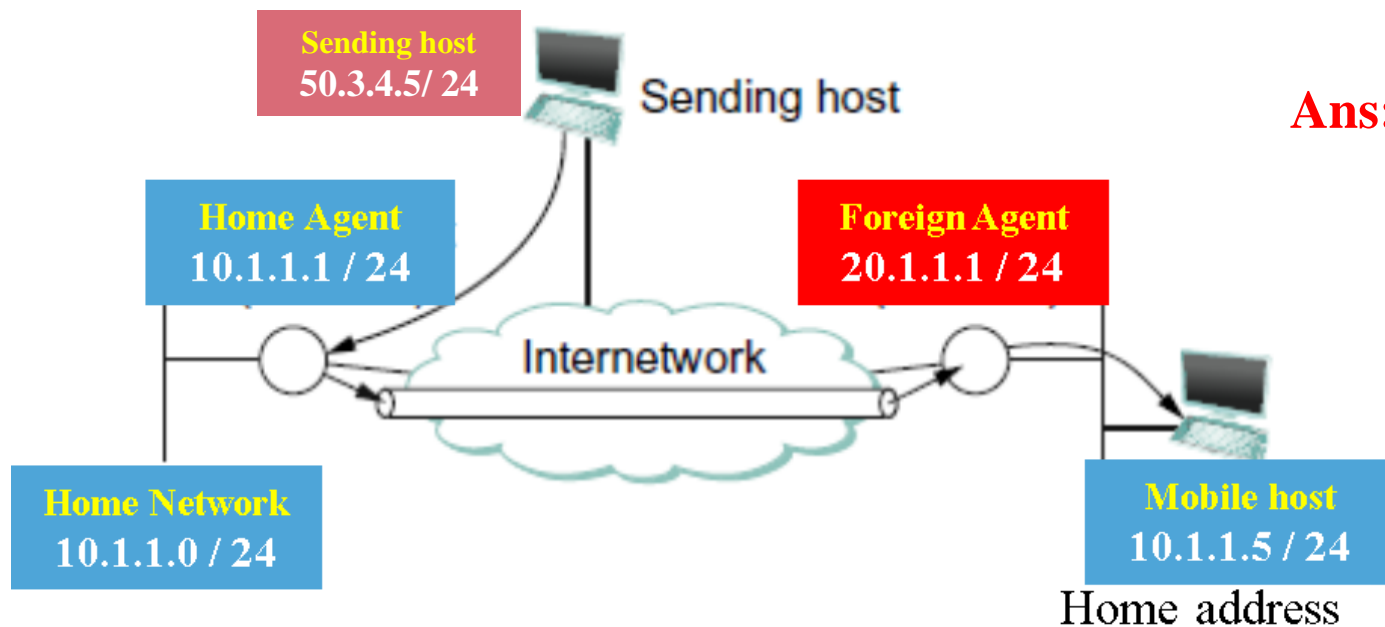 Sending host
50.3.4.5/ 24
Sending host
Ans:
Home Agent
10.1.1.1 / 24
Foreign Agent
20.1.1.1 / 24
Internetwork
Home Network
10.1.1.0 / 24
Mobile host
10.1.1.5 / 24
Home address